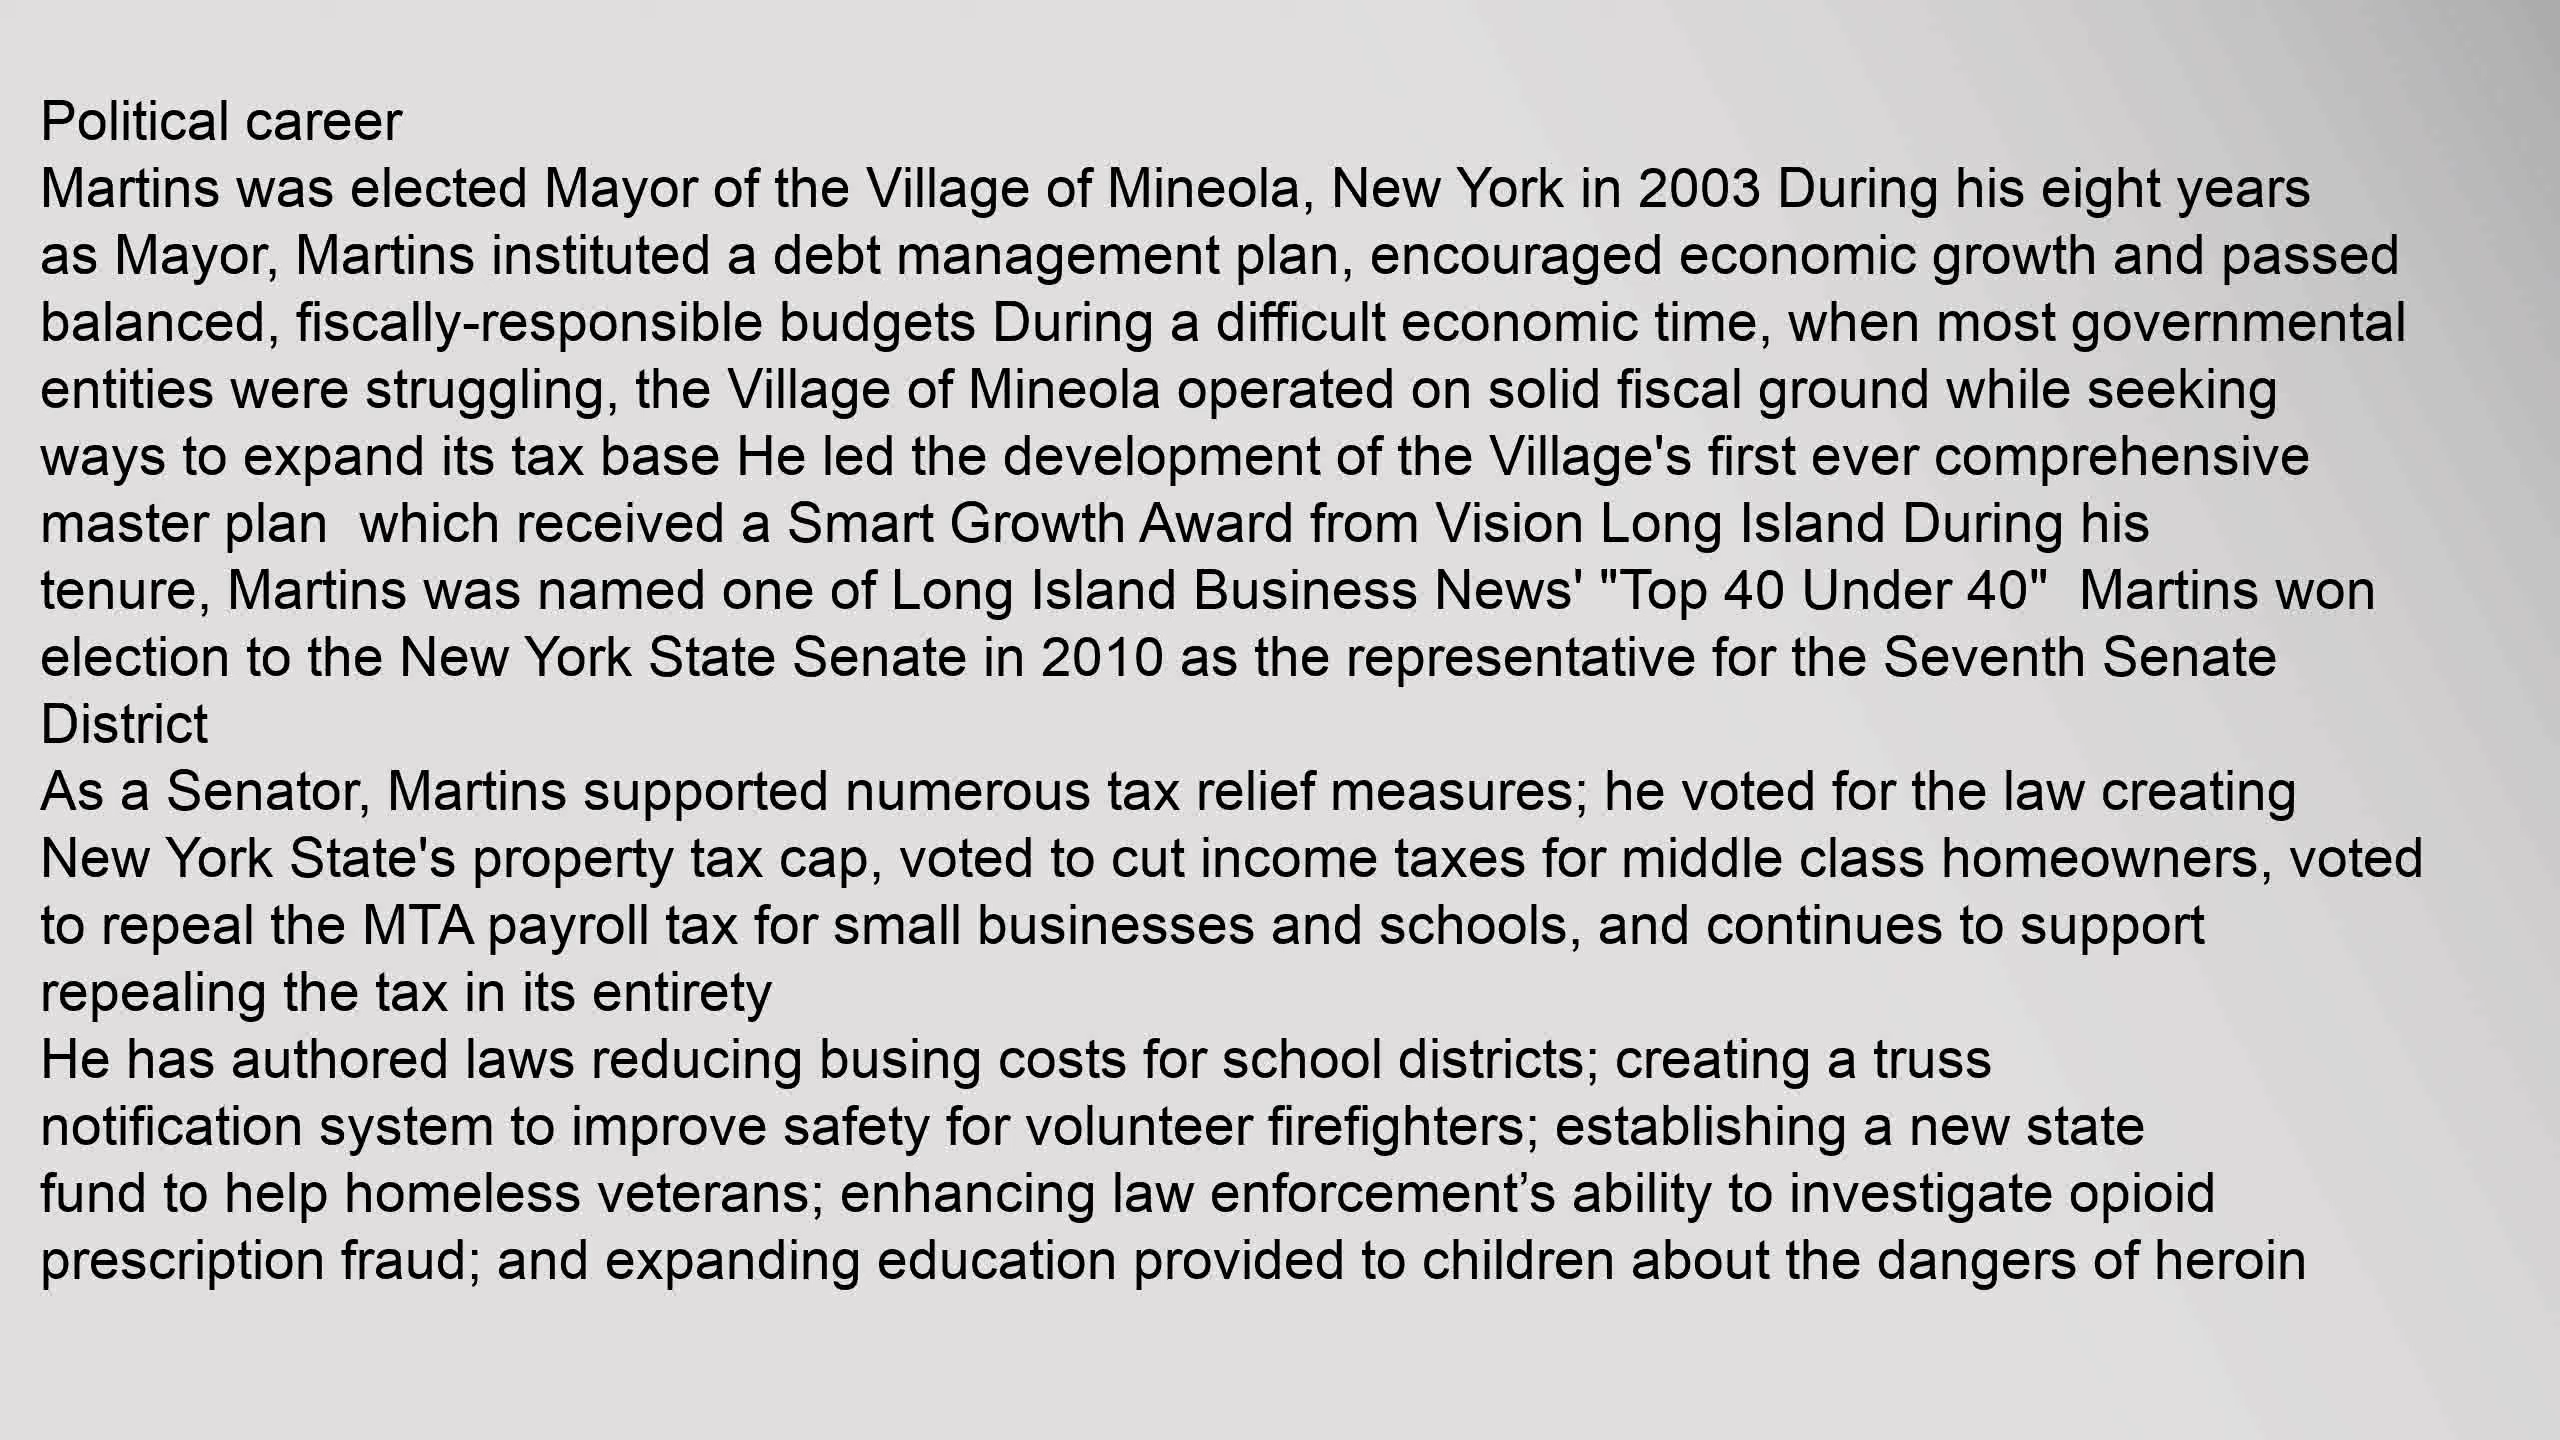 Political career
Martins was elected Mayor of the Village of Mineola, New York in 2003 During his eight years
as Mayor, Martins instituted a debt management plan, encouraged economic growth and passed
balanced, fiscally-responsible budgets During a difficult economic time, when most governmental
entities were struggling, the Village of Mineola operated on solid fiscal ground while seeking
ways to expand its tax base He led the development of the Village's first ever comprehensive
master plan  which received a Smart Growth Award from Vision Long Island During his
tenure, Martins was named one of Long Island Business News' "Top 40 Under 40"  Martins won
election to the New York State Senate in 2010 as the representative for the Seventh Senate
District
As a Senator, Martins supported numerous tax relief measures; he voted for the law creating
New York State's property tax cap, voted to cut income taxes for middle class homeowners, voted
to repeal the MTA payroll tax for small businesses and schools, and continues to support
repealing the tax in its entirety
He has authored laws reducing busing costs for school districts; creating a truss
notification system to improve safety for volunteer firefighters; establishing a new state
fund to help homeless veterans; enhancing law enforcement’s ability to investigate opioid
prescription fraud; and expanding education provided to children about the dangers of heroin